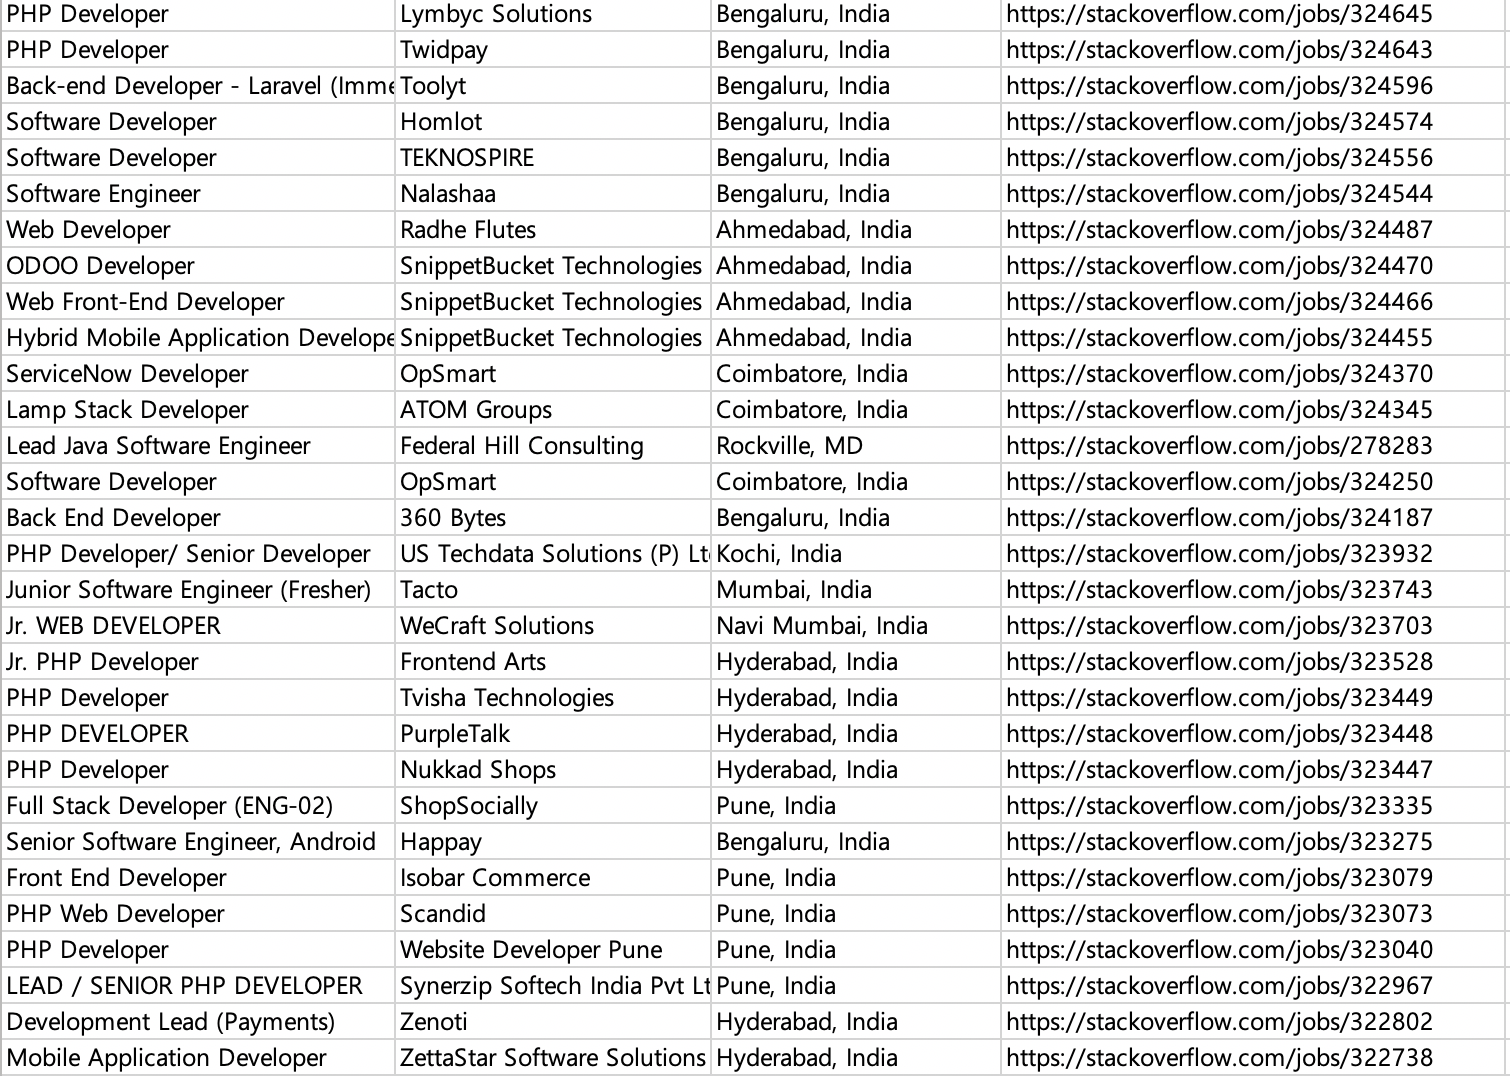 PHP Developer Lymbyc Solutions Bengaluru, India https://stackoverflow.com/jobs/324645
PHP Developer Twidpay Bengaluru, India https://stackoverflow.com/jobs/324643
Back-end Developer - Laravel (Imme Toolyt Bengaluru, India https://stackoverflow.com/jobs/324596
Software Developer Homlot Bengaluru, India https://stackoverflow.com/jobs/324574
Software Developer TEKNOSPIRE Bengaluru, India https://stackoverflow.com/jobs/324556
Software Engineer Nalashaa Bengaluru, India https://stackoverflow.com/jobs/324544
Web Developer Radhe Flutes Ahmedabad, India https://stackoverflow.com/jobs/324487
ODOO Developer SnippetBucket Technologies Ahmedabad, India https://stackoverflow.com/jobs/324470
Web Front-End Developer SnippetBucket Technologies Ahmedabad, India https://stackoverflow.com/jobs/324466
Hybrid Mobile Application Develope SnippetBucket Technologies Ahmedabad, India https://stackoverflow.com/jobs/324455
ServiceNow Developer OpSmart Coimbatore, India https://stackoverflow.com/jobs/324370
Lamp Stack Developer ATOM Groups Coimbatore, India https://stackoverflow.com/jobs/324345
Lead Java Software Engineer Federal Hill Consulting Rockville, MD https://stackoverflow.com/jobs/278283
Software Developer OpSmart Coimbatore, India https://stackoverflow.com/jobs/324250
Back End Developer 360 Bytes Bengaluru, India https://stackoverflow.com/jobs/324187
PHP Developer/ Senior Developer US Techdata Solutions (P) Lt Kochi, India https://stackoverflow.com/jobs/323932
Junior Software Engineer (Fresher) Tacto Mumbai, India https://stackoverflow.com/jobs/323743
Jr. WEB DEVELOPER WeCraft Solutions Navi Mumbai, India https://stackoverflow.com/jobs/323703
Jr. PHP Developer Frontend Arts Hyderabad, India https://stackoverflow.com/jobs/323528
PHP Developer Tvisha Technologies Hyderabad, India https://stackoverflow.com/jobs/323449
PHP DEVELOPER PurpleTalk Hyderabad, India https://stackoverflow.com/jobs/323448
PHP Developer Nukkad Shops Hyderabad, India https://stackoverflow.com/jobs/323447
Full Stack Developer (ENG-02) ShopSocially Pune, India https://stackoverflow.com/jobs/323335
Senior Software Engineer, Android Happay Bengaluru, India https://stackoverflow.com/jobs/323275
Front End Developer Isobar Commerce Pune, India https://stackoverflow.com/jobs/323079
PHP Web Developer Scandid Pune, India https://stackoverflow.com/jobs/323073
PHP Developer Website Developer Pune Pune, India https://stackoverflow.com/jobs/323040
LEAD / SENIOR PHP DEVELOPER Synerzip Softech India Pvt Lt Pune, India https://stackoverflow.com/jobs/322967
Development Lead (Payments) Zenoti Hyderabad, India https://stackoverflow.com/jobs/322802
Mobile Application Developer ZettaStar Software Solutions Hyderabad, India https://stackoverflow.com/jobs/322738